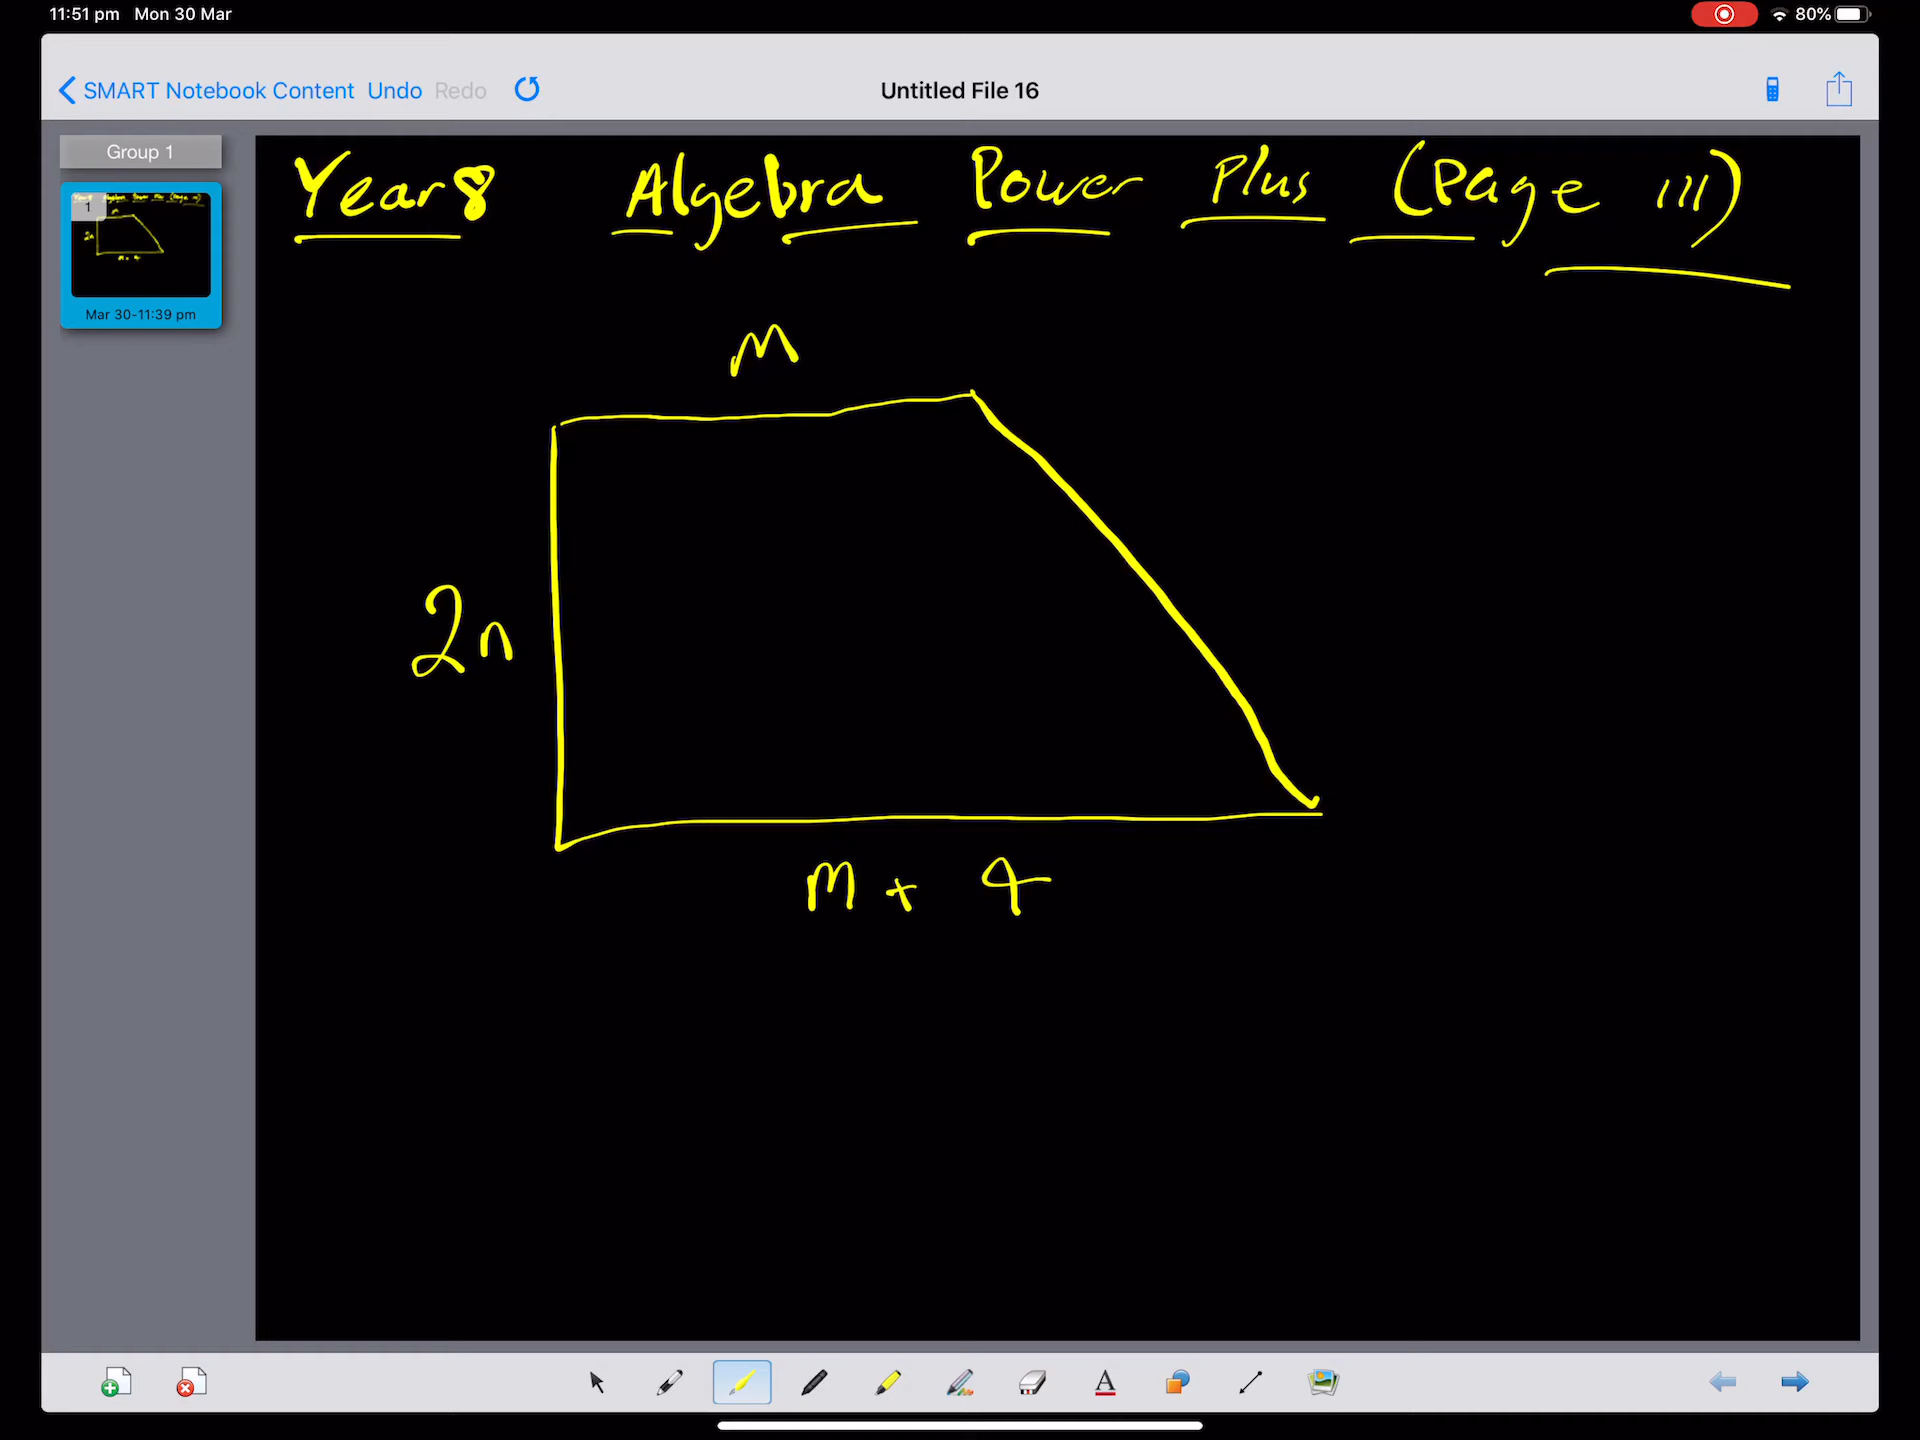 11:51 pm Mon 30 Mar 80%
SMART Notebook Content Undo Redo Untitled File 16
Group 1
1
Mar 30-11:39 pm
Year 8 Algebra Power Plus (Page 111)
M
2n
M + 4
A